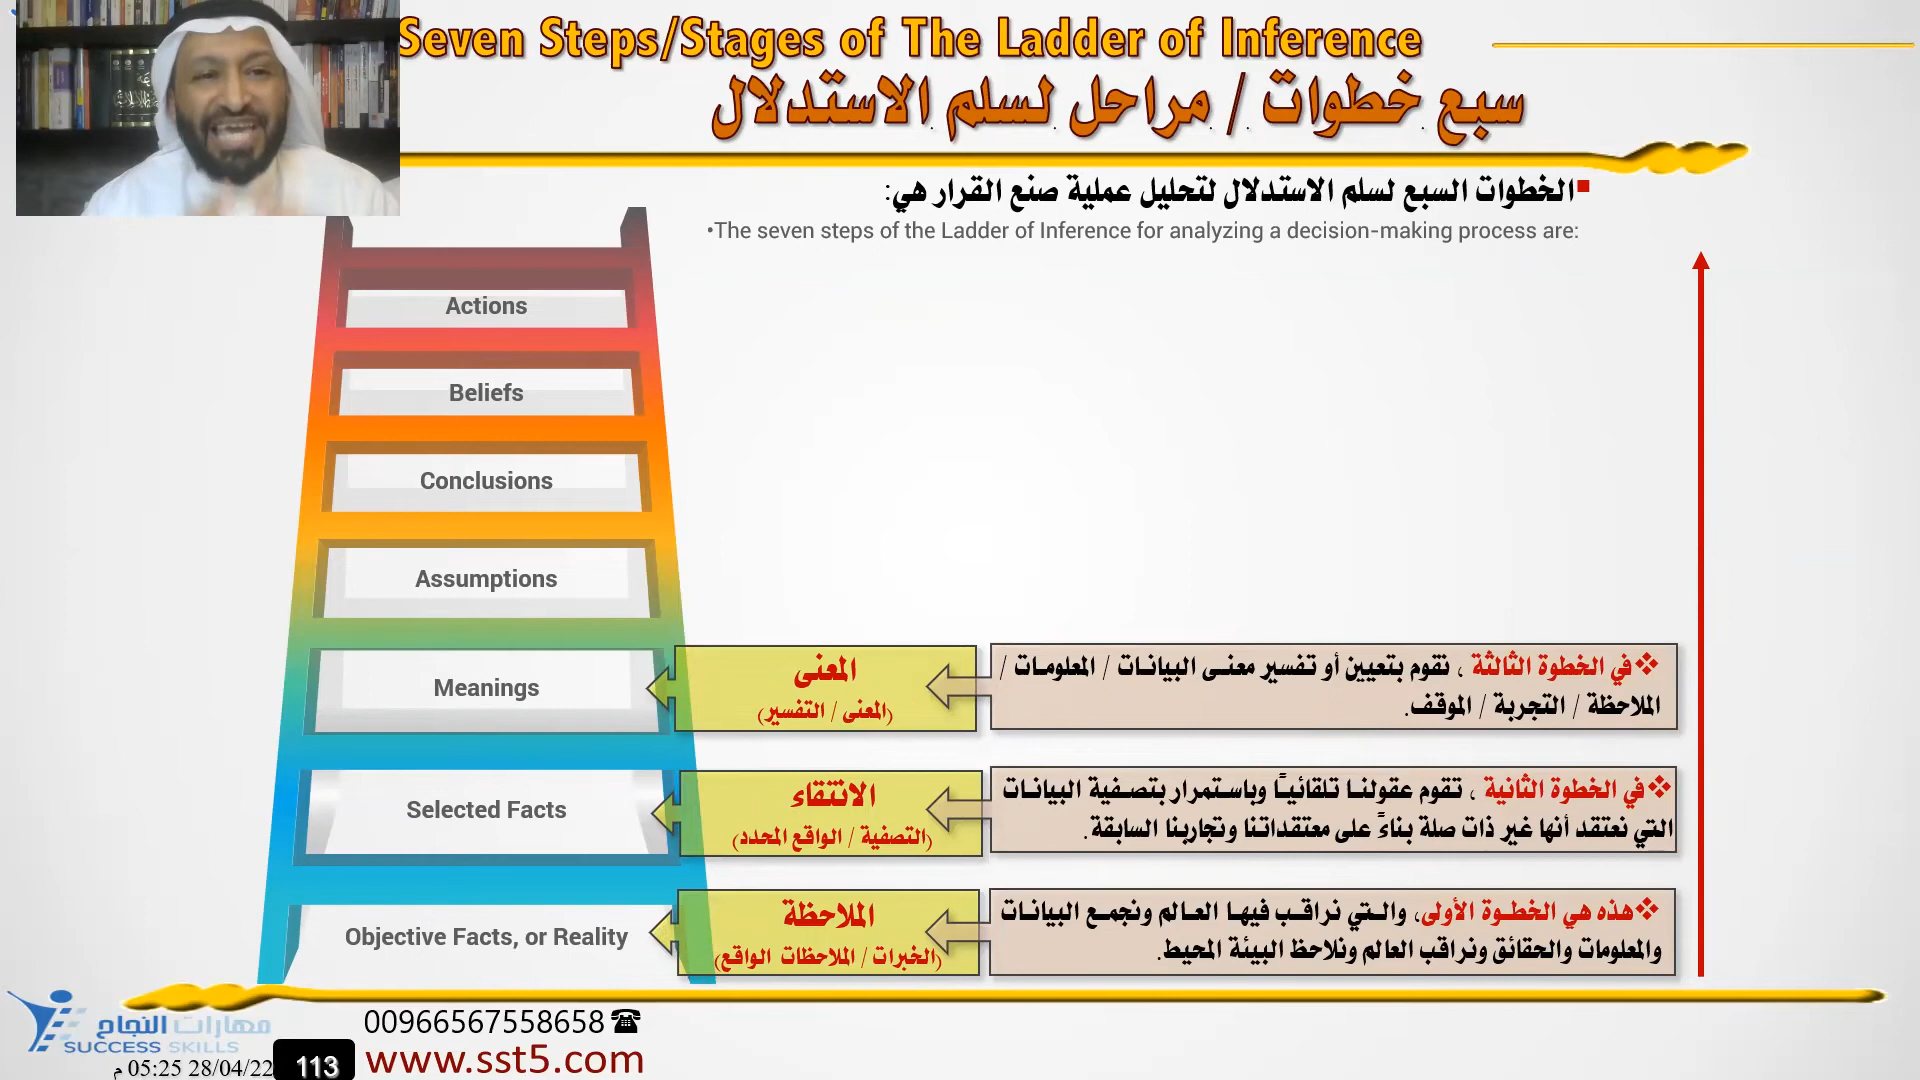 Seven Steps/Stages of The Ladder of Inference
سبع خطوات / مراحل لسلم الاستدلال
الخطوات السبع لسلم الاستدلال لتحليل عملية صنع القرار هي:
•The seven steps of the Ladder of Inference for analyzing a decision-making process are:
Actions
Beliefs
Conclusions
Assumptions
Meanings
المعنى
(المعنى / التفسير)
❖في الخطوة الثالثة ، نقوم بتعيين أو تفسير معنى البيانات / المعلومات /
الملاحظة / التجربة / الموقف.
Selected Facts
الانتقاء
(التصفية / الواقع المحدد)
❖في الخطوة الثانية ، تقوم عقولنا تلقائيًا وباستمرار بتصفية البيانات
التي نعتقد أنها غير ذات صلة بناءً على معتقداتنا وتجاربنا السابقة.
Objective Facts, or Reality
الملاحظة
(الخبرات / الملاحظات الواقع)
❖هذه هي الخطوة الأولى، والتي نراقب فيها العالم ونجمع البيانات
والمعلومات والحقائق ونراقب العالم ونلاحظ البيئة المحيط.
مهارات النجاح
SUCCESS SKILLS
00966567558658 ☎
www.sst5.com
05:25 28/04/22 م
113